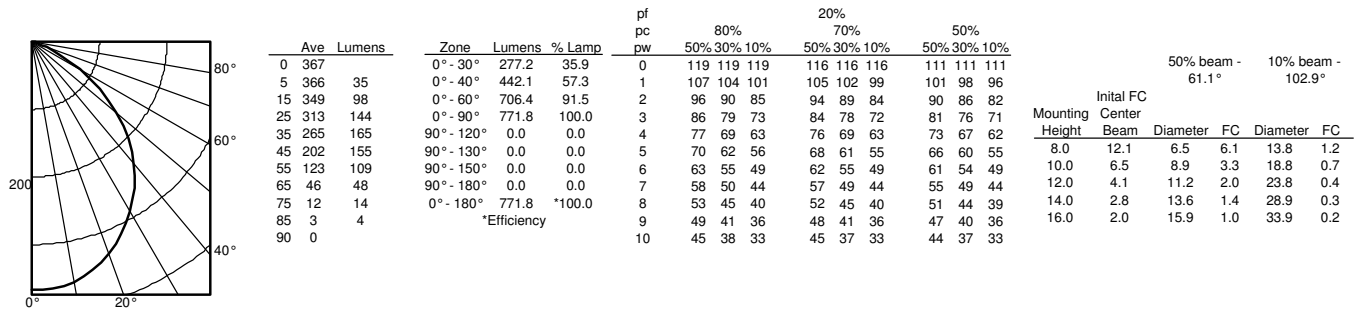 80°
60°
200
40°
0° 20°
Ave Lumens
0 367
5 366 35
15 349 98
25 313 144
35 265 165
45 202 155
55 123 109
65 46 48
75 12 14
85 3 4
90 0
Zone Lumens % Lamp
0°- 30° 277.2 35.9
0°- 40° 442.1 57.3
0°- 60° 706.4 91.5
0°- 90° 771.8 100.0
90°- 120° 0.0 0.0
90°- 130° 0.0 0.0
90°- 150° 0.0 0.0
90°- 180° 0.0 0.0
0°- 180° 771.8 *100.0
*Efficiency
pf 20%
pc 80% 70% 50%
pw 50% 30% 10% 50% 30% 10% 50% 30% 10%
0 119 119 119 116 116 116 111 111 111
1 107 104 101 105 102 99 101 98 96
2 96 90 85 94 89 84 90 86 82
3 86 79 73 84 78 72 81 76 71
4 77 69 63 76 69 63 73 67 62
5 70 62 56 68 61 55 66 60 55
6 63 55 49 62 55 49 61 54 49
7 58 50 44 57 49 44 55 49 44
8 53 45 40 52 45 40 51 44 39
9 49 41 36 48 41 36 47 40 36
10 45 38 33 45 37 33 44 37 33
50% beam - 10% beam -
61.1° 102.9°
Inital FC
Mounting Center
Height Beam Diameter FC Diameter FC
8.0 12.1 6.5 6.1 13.8 1.2
10.0 6.5 8.9 3.3 18.8 0.7
12.0 4.1 11.2 2.0 23.8 0.4
14.0 2.8 13.6 1.4 28.9 0.3
16.0 2.0 15.9 1.0 33.9 0.2